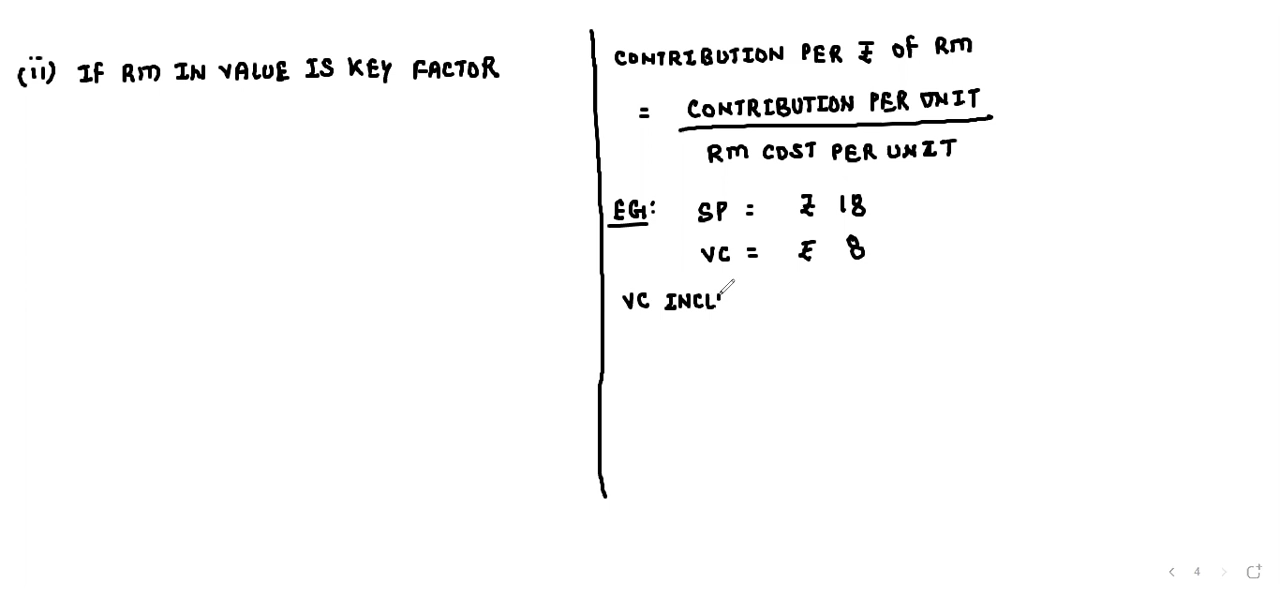 (ii) IF RM IN VALUE IS KEY FACTOR
CONTRIBUTION PER ₹ OF RM
= CONTRIBUTION PER UNIT
RM COST PER UNIT
EG: SP = ₹ 18
VC = ₹ 8
VC INCL
4